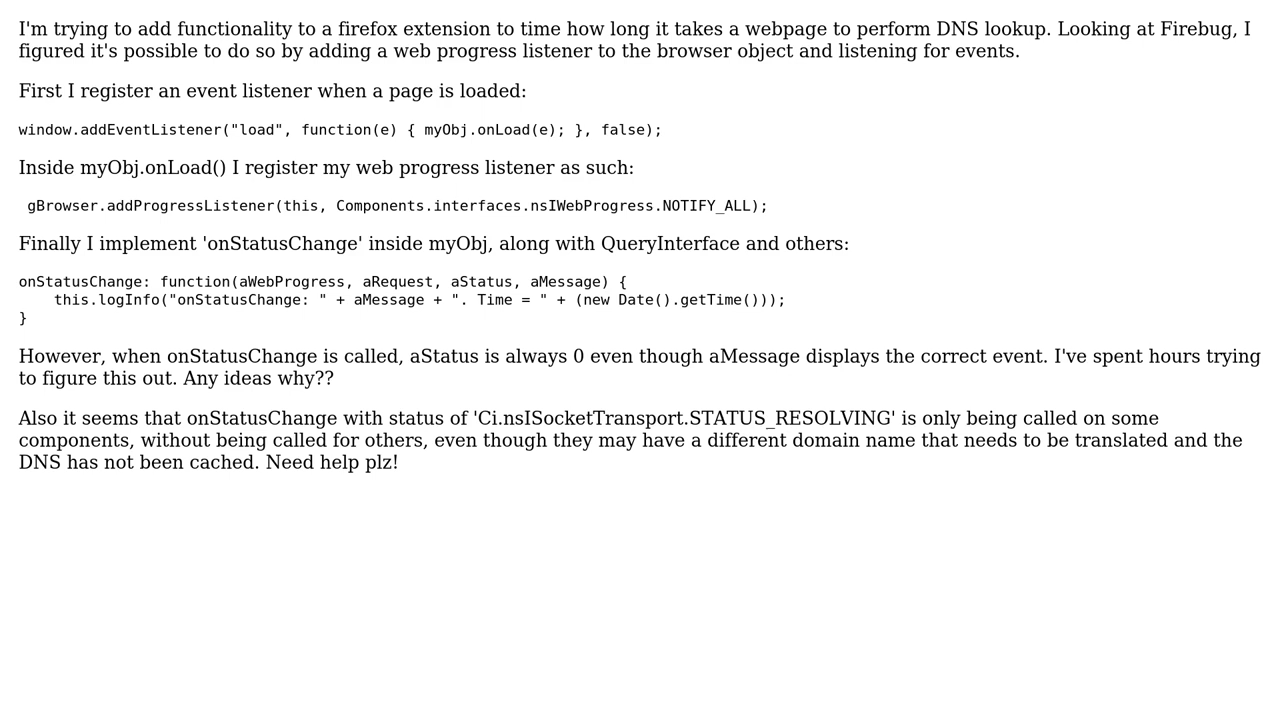 I'm trying to add functionality to a firefox extension to time how long it takes a webpage to perform DNS lookup. Looking at Firebug, I
figured it's possible to do so by adding a web progress listener to the browser object and listening for events.
First I register an event listener when a page is loaded:
window.addEventListener("load", function(e) { myObj.onLoad(e); }, false);
Inside myObj.onLoad() I register my web progress listener as such:
gBrowser.addProgressListener(this, Components.interfaces.nsIWebProgress.NOTIFY_ALL);
Finally I implement 'onStatusChange' inside myObj, along with QueryInterface and others:
onStatusChange: function(aWebProgress, aRequest, aStatus, aMessage) {
    this.logInfo("onStatusChange: " + aMessage + ". Time = " + (new Date().getTime()));
}
However, when onStatusChange is called, aStatus is always 0 even though aMessage displays the correct event. I've spent hours trying
to figure this out. Any ideas why??
Also it seems that onStatusChange with status of 'Ci.nsISocketTransport.STATUS_RESOLVING' is only being called on some
components, without being called for others, even though they may have a different domain name that needs to be translated and the
DNS has not been cached. Need help plz!